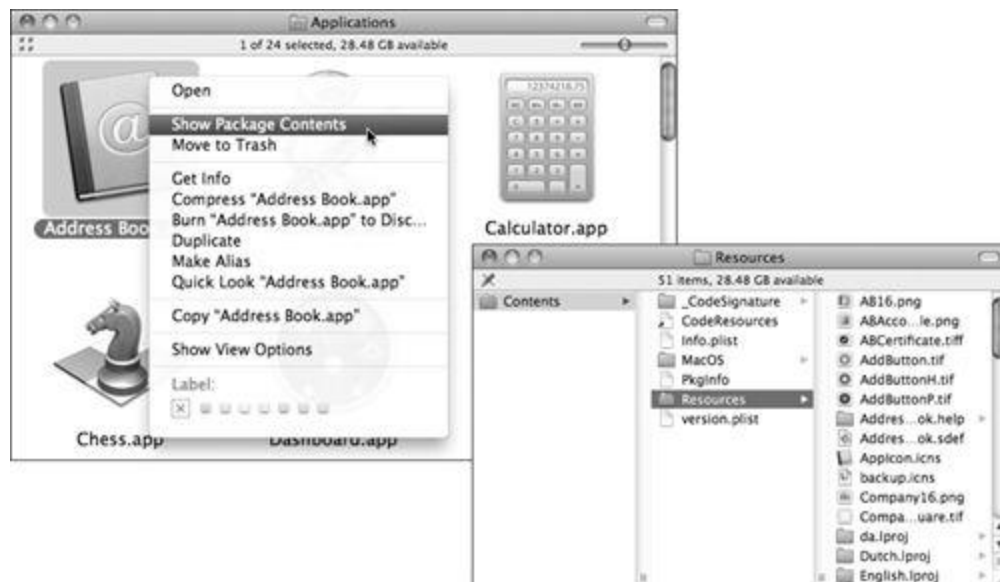 Applications
1 of 24 selected, 28.48 GB available
Open
Show Package Contents
Move to Trash
Get Info
Compress "Address Book.app"
Burn "Address Book.app" to Disc...
Duplicate
Make Alias
Quick Look "Address Book.app"
Copy "Address Book.app"
Show View Options
Label:
Address Boo
12374218.75
Calculator.app
Chess.app
Dashboard.app
Resources
51 items, 28.48 GB available
Contents
_CodeSignature
CodeResources
Info.plist
MacOS
PkgInfo
Resources
version.plist
AB16.png
ABAcco...le.png
ABCertificate.tiff
AddButton.tif
AddButtonH.tif
AddButtonP.tif
Addres...ok.help
Addres...ok.sdef
AppIcon.icns
backup.icns
Company16.png
Compa...uare.tif
da.lproj
Dutch.lproj
English.lproj